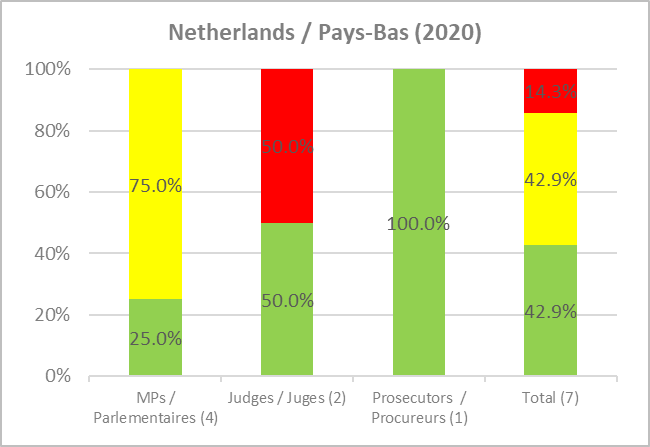 Netherlands / Pays-Bas (2020)
100%
80%
60%
40%
20%
0%
75.0%
25.0%
50.0%
50.0%
100.0%
14.3%
42.9%
42.9%
MPs /
Parlementaires (4)
Judges / Juges (2)
Prosecutors /
Procureurs (1)
Total (7)